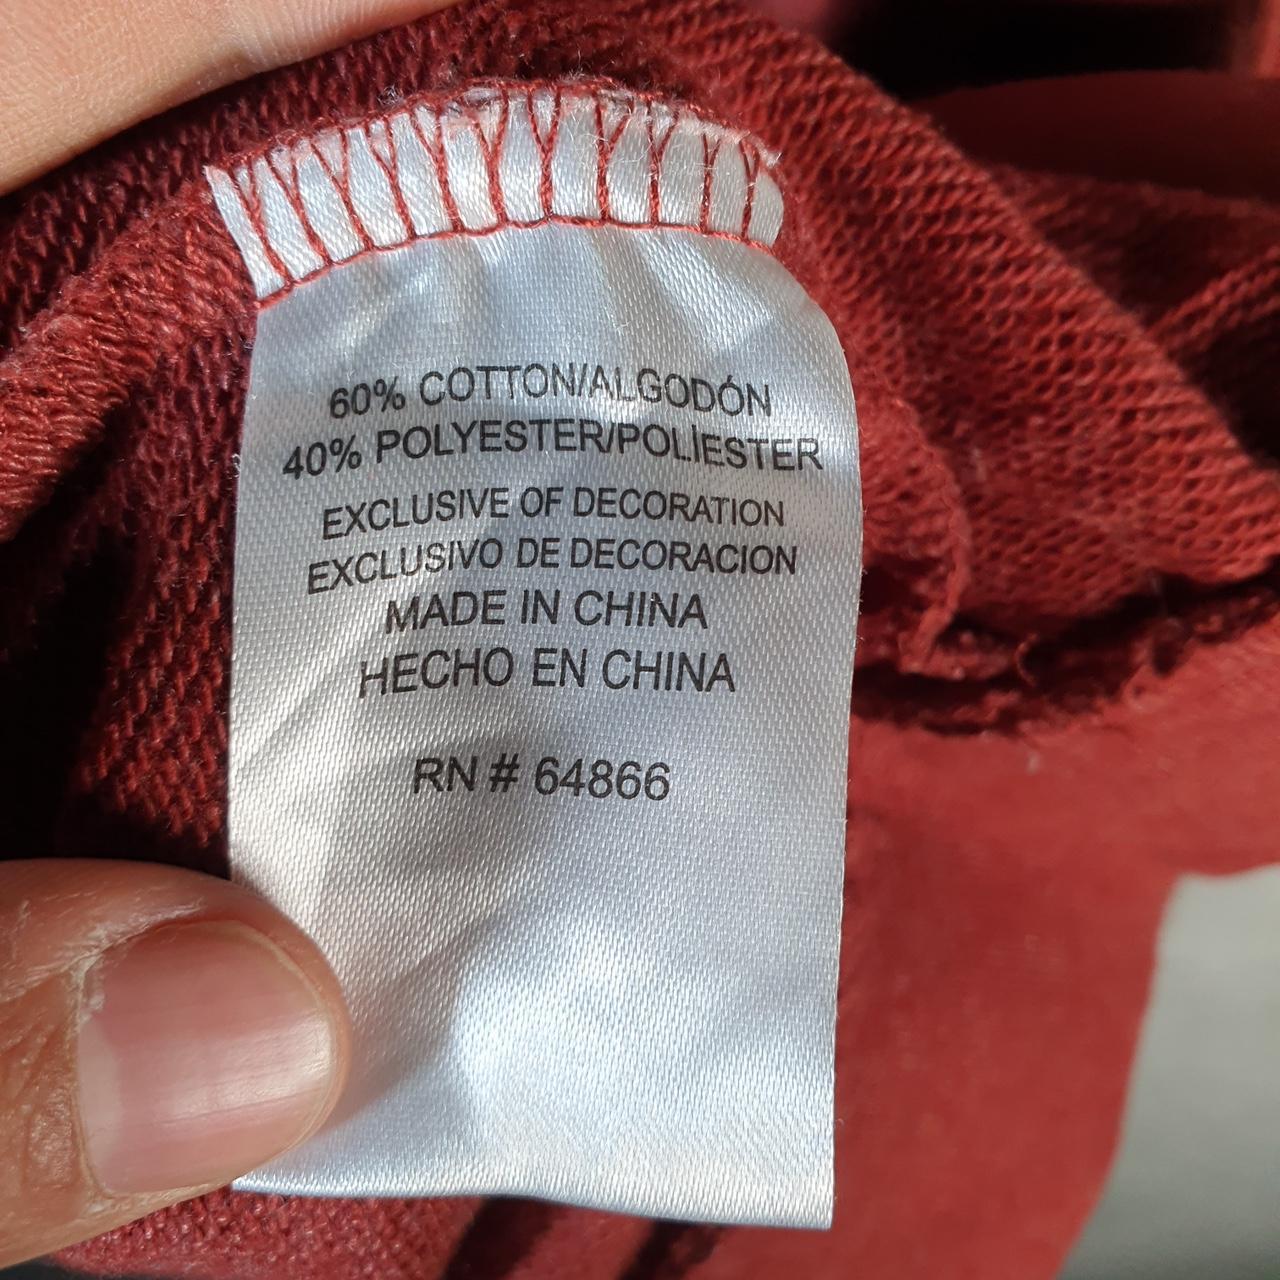 60% COTTON/ALGODÓN
40% POLYESTER/POLÍESTER
EXCLUSIVE OF DECORATION
EXCLUSIVO DE DECORACION
MADE IN CHINA
HECHO EN CHINA
RN # 64866